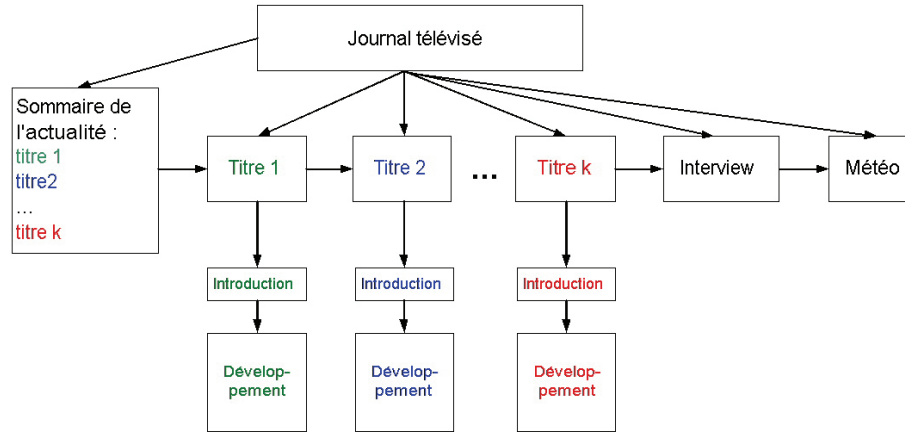 Journal télévisé
Sommaire de
l'actualité :
titre 1
titre2
...
titre k
Titre 1
Titre 2
...
Titre k
Interview
Météo
Introduction
Introduction
Introduction
Dévelop-
pement
Dévelop-
pement
Dévelop-
pement